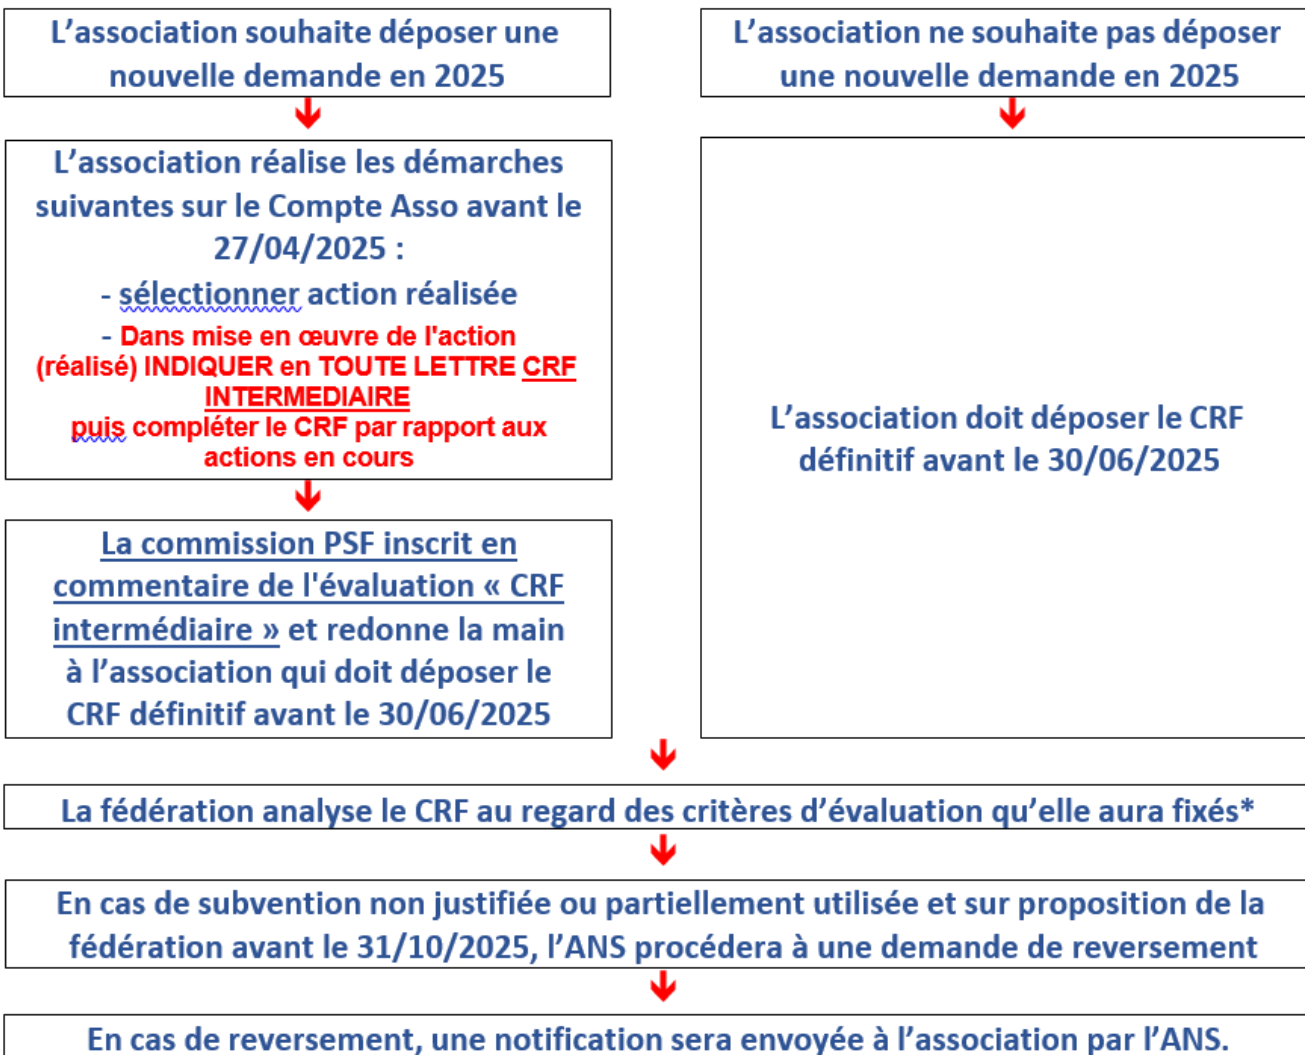 L’association souhaite déposer une
nouvelle demande en 2025
L’association réalise les démarches
suivantes sur le Compte Asso avant le
27/04/2025 :
- sélectionner action réalisée
- Dans mise en œuvre de l'action
(réalisé) INDIQUER en TOUTE LETTRE CRF
INTERMEDIAIRE
puis compléter le CRF par rapport aux
actions en cours
La commission PSF inscrit en
commentaire de l'évaluation « CRF
intermédiaire » et redonne la main
à l’association qui doit déposer le
CRF définitif avant le 30/06/2025
L’association ne souhaite pas déposer
une nouvelle demande en 2025
L’association doit déposer le CRF
définitif avant le 30/06/2025
La fédération analyse le CRF au regard des critères d’évaluation qu’elle aura fixés*
En cas de subvention non justifiée ou partiellement utilisée et sur proposition de la
fédération avant le 31/10/2025, l’ANS procédera à une demande de reversement
En cas de reversement, une notification sera envoyée à l’association par l’ANS.